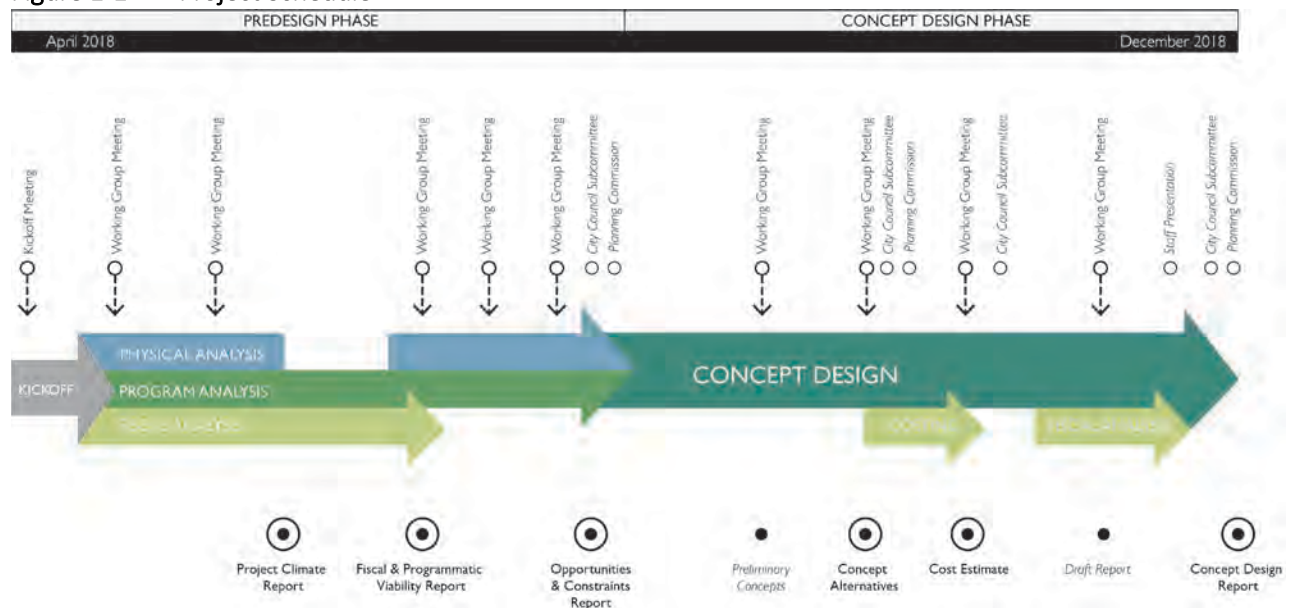 PREDESIGN PHASE
CONCEPT DESIGN PHASE
April 2018
December 2018
Kickoff Meeting
Working Group Meeting
Working Group Meeting
Working Group Meeting
Working Group Meeting
Working Group Meeting
City Council Subcommittee
Planning Commission
Working Group Meeting
Working Group Meeting
City Council Subcommittee
Planning Commission
Working Group Meeting
City Council Subcommittee
Working Group Meeting
Staff Presentation
City Council Subcommittee
Planning Commission
KICKOFF
PHYSICAL ANALYSIS
PROGRAM ANALYSIS
CONCEPT DESIGN
COSTING
Project Climate
Report
Fiscal & Programmatic
Viability Report
Opportunities
& Constraints
Report
Preliminary
Concepts
Concept
Alternatives
Cost Estimate
Draft Report
Concept Design
Report